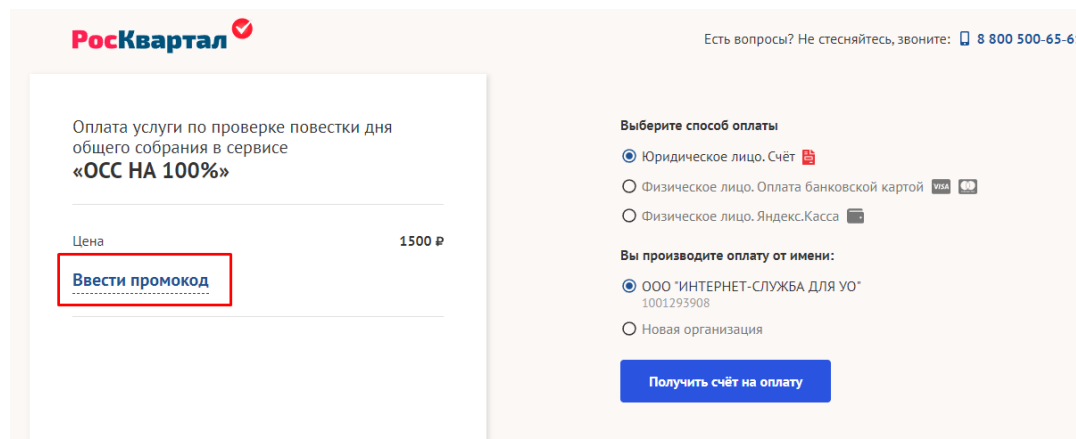 РосКвартал
Есть вопросы? Не стесняйтесь, звоните: 8 800 500-65-6
Оплата услуги по проверке повестки дня
общего собрания в сервисе
«ОСС НА 100%»
Цена 1500 ₽
Ввести промокод
Выберите способ оплаты
Юридическое лицо. Счёт
Физическое лицо. Оплата банковской картой VISA
Физическое лицо. Яндекс.Касса
Вы производите оплату от имени:
ООО "ИНТЕРНЕТ-СЛУЖБА ДЛЯ УО"
1001293908
Новая организация
Получить счёт на оплату